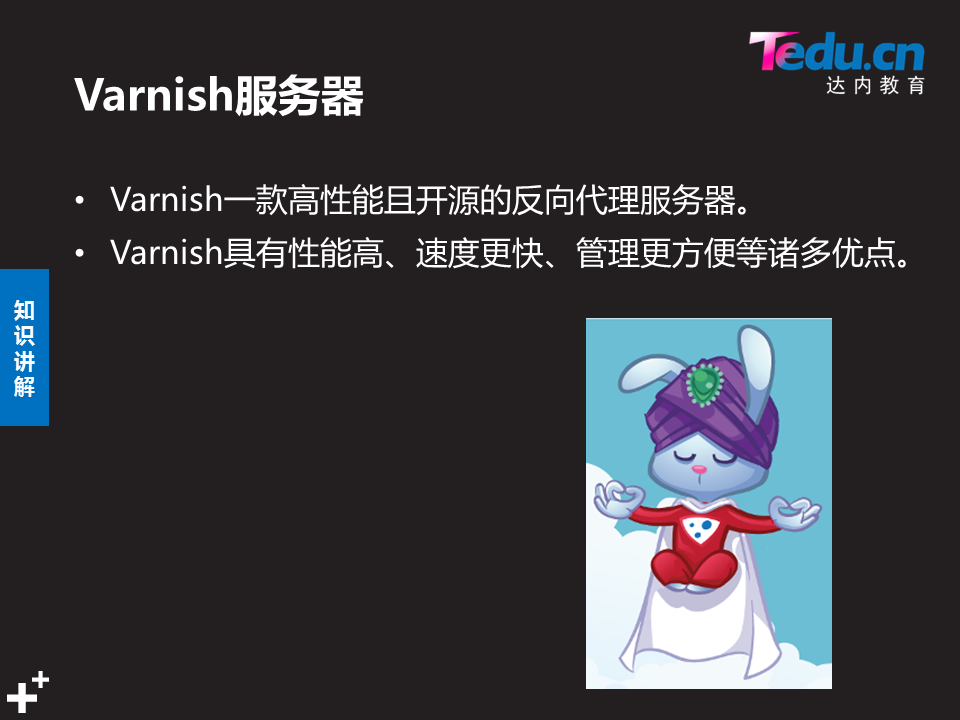 Tedu.cn
达内教育
Varnish服务器
• Varnish一款高性能且开源的反向代理服务器。
• Varnish具有性能高、速度更快、管理更方便等诸多优点。
知
识
讲
解